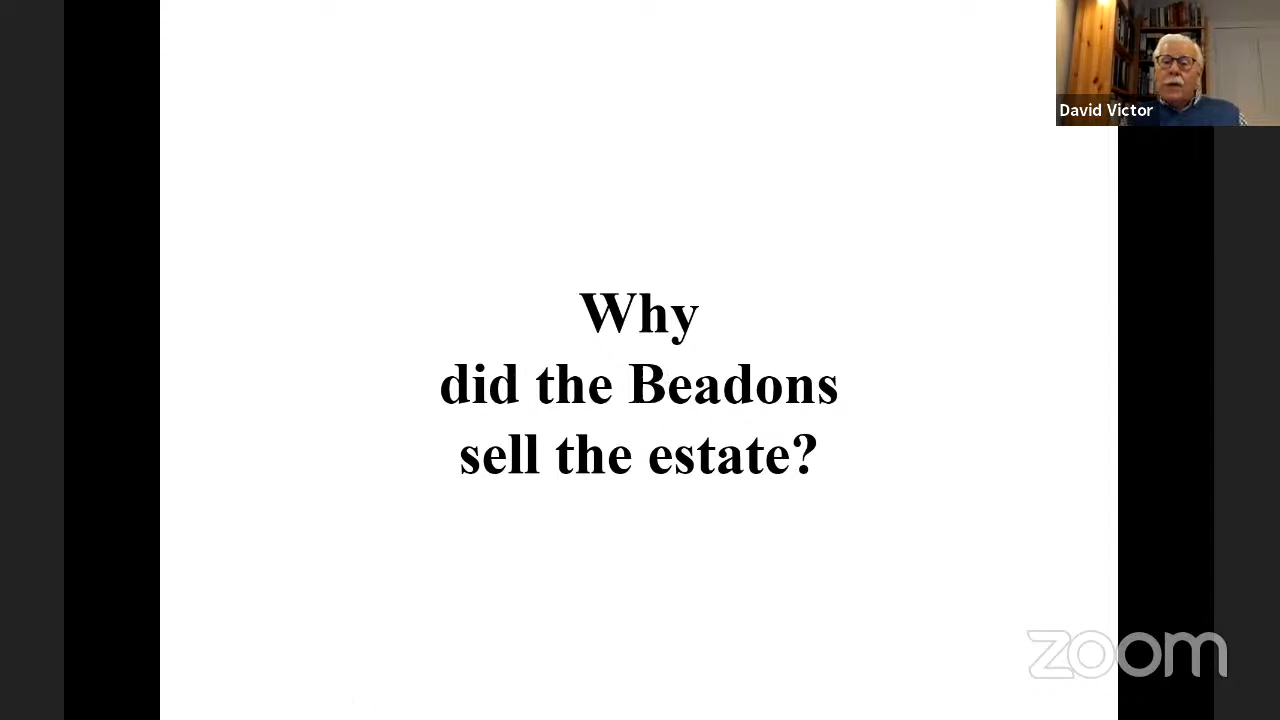 David Victor
Why
did the Beadons
sell the estate?
zoom